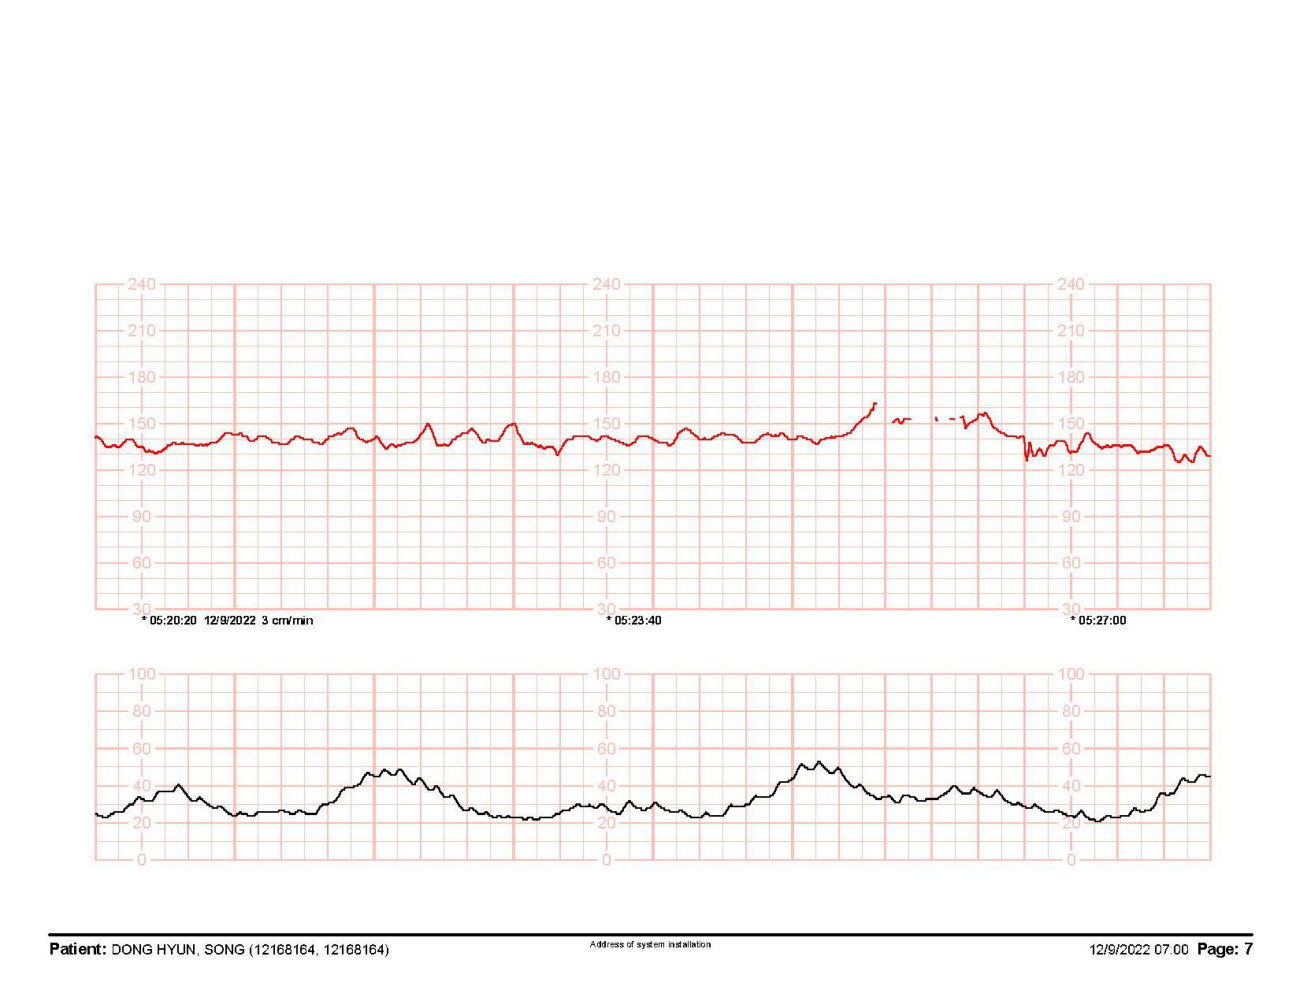 240 240 240
210 210 210
180 180 180
150 150 150
120 120 120
90 90 90
60 60 60
30 30 30
* 05:20:20 12/9/2022 3 cm/min * 05:23:40 * 05:27:00
100 100 100
80 80 80
60 60 60
40 40 40
20 20 20
0 0 0
Patient: DONG HYUN, SONG (12168164, 12168164) Address of system installation 12/9/2022 07:00 Page: 7